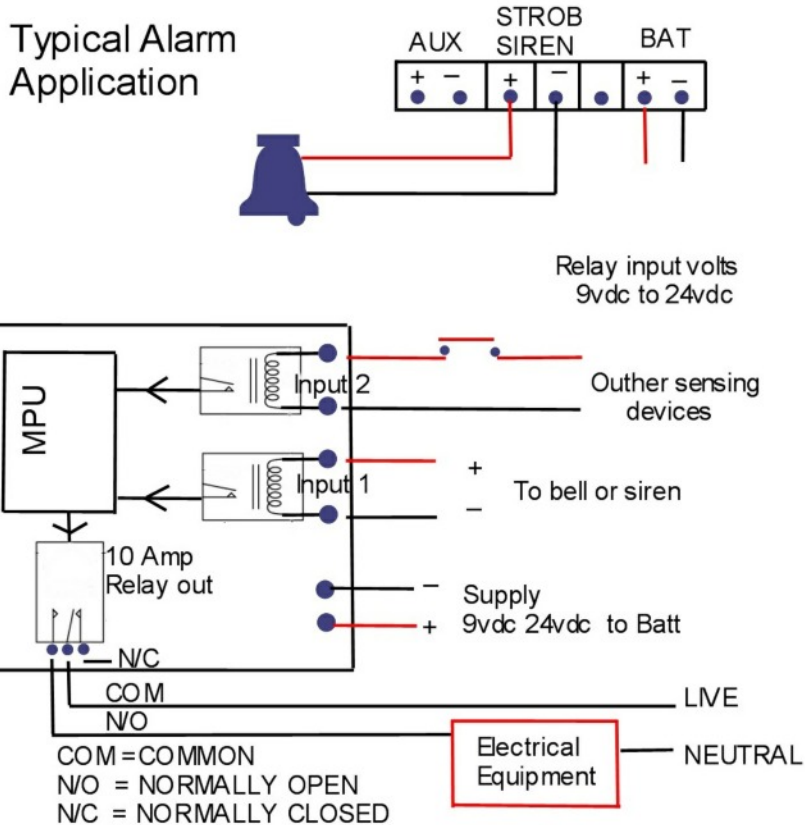 Typical Alarm
Application
AUX
STROB
SIREN
BAT
+ − + − + −
Relay input volts
9vdc to 24vdc
MPU
Input 2
Outher sensing
devices
Input 1
+
−
To bell or siren
10 Amp
Relay out
−
+
Supply
9vdc 24vdc to Batt
N/C
COM
LIVE
N/O
Electrical
Equipment
NEUTRAL
COM =COMMON
N/O = NORMALLY OPEN
N/C = NORMALLY CLOSED